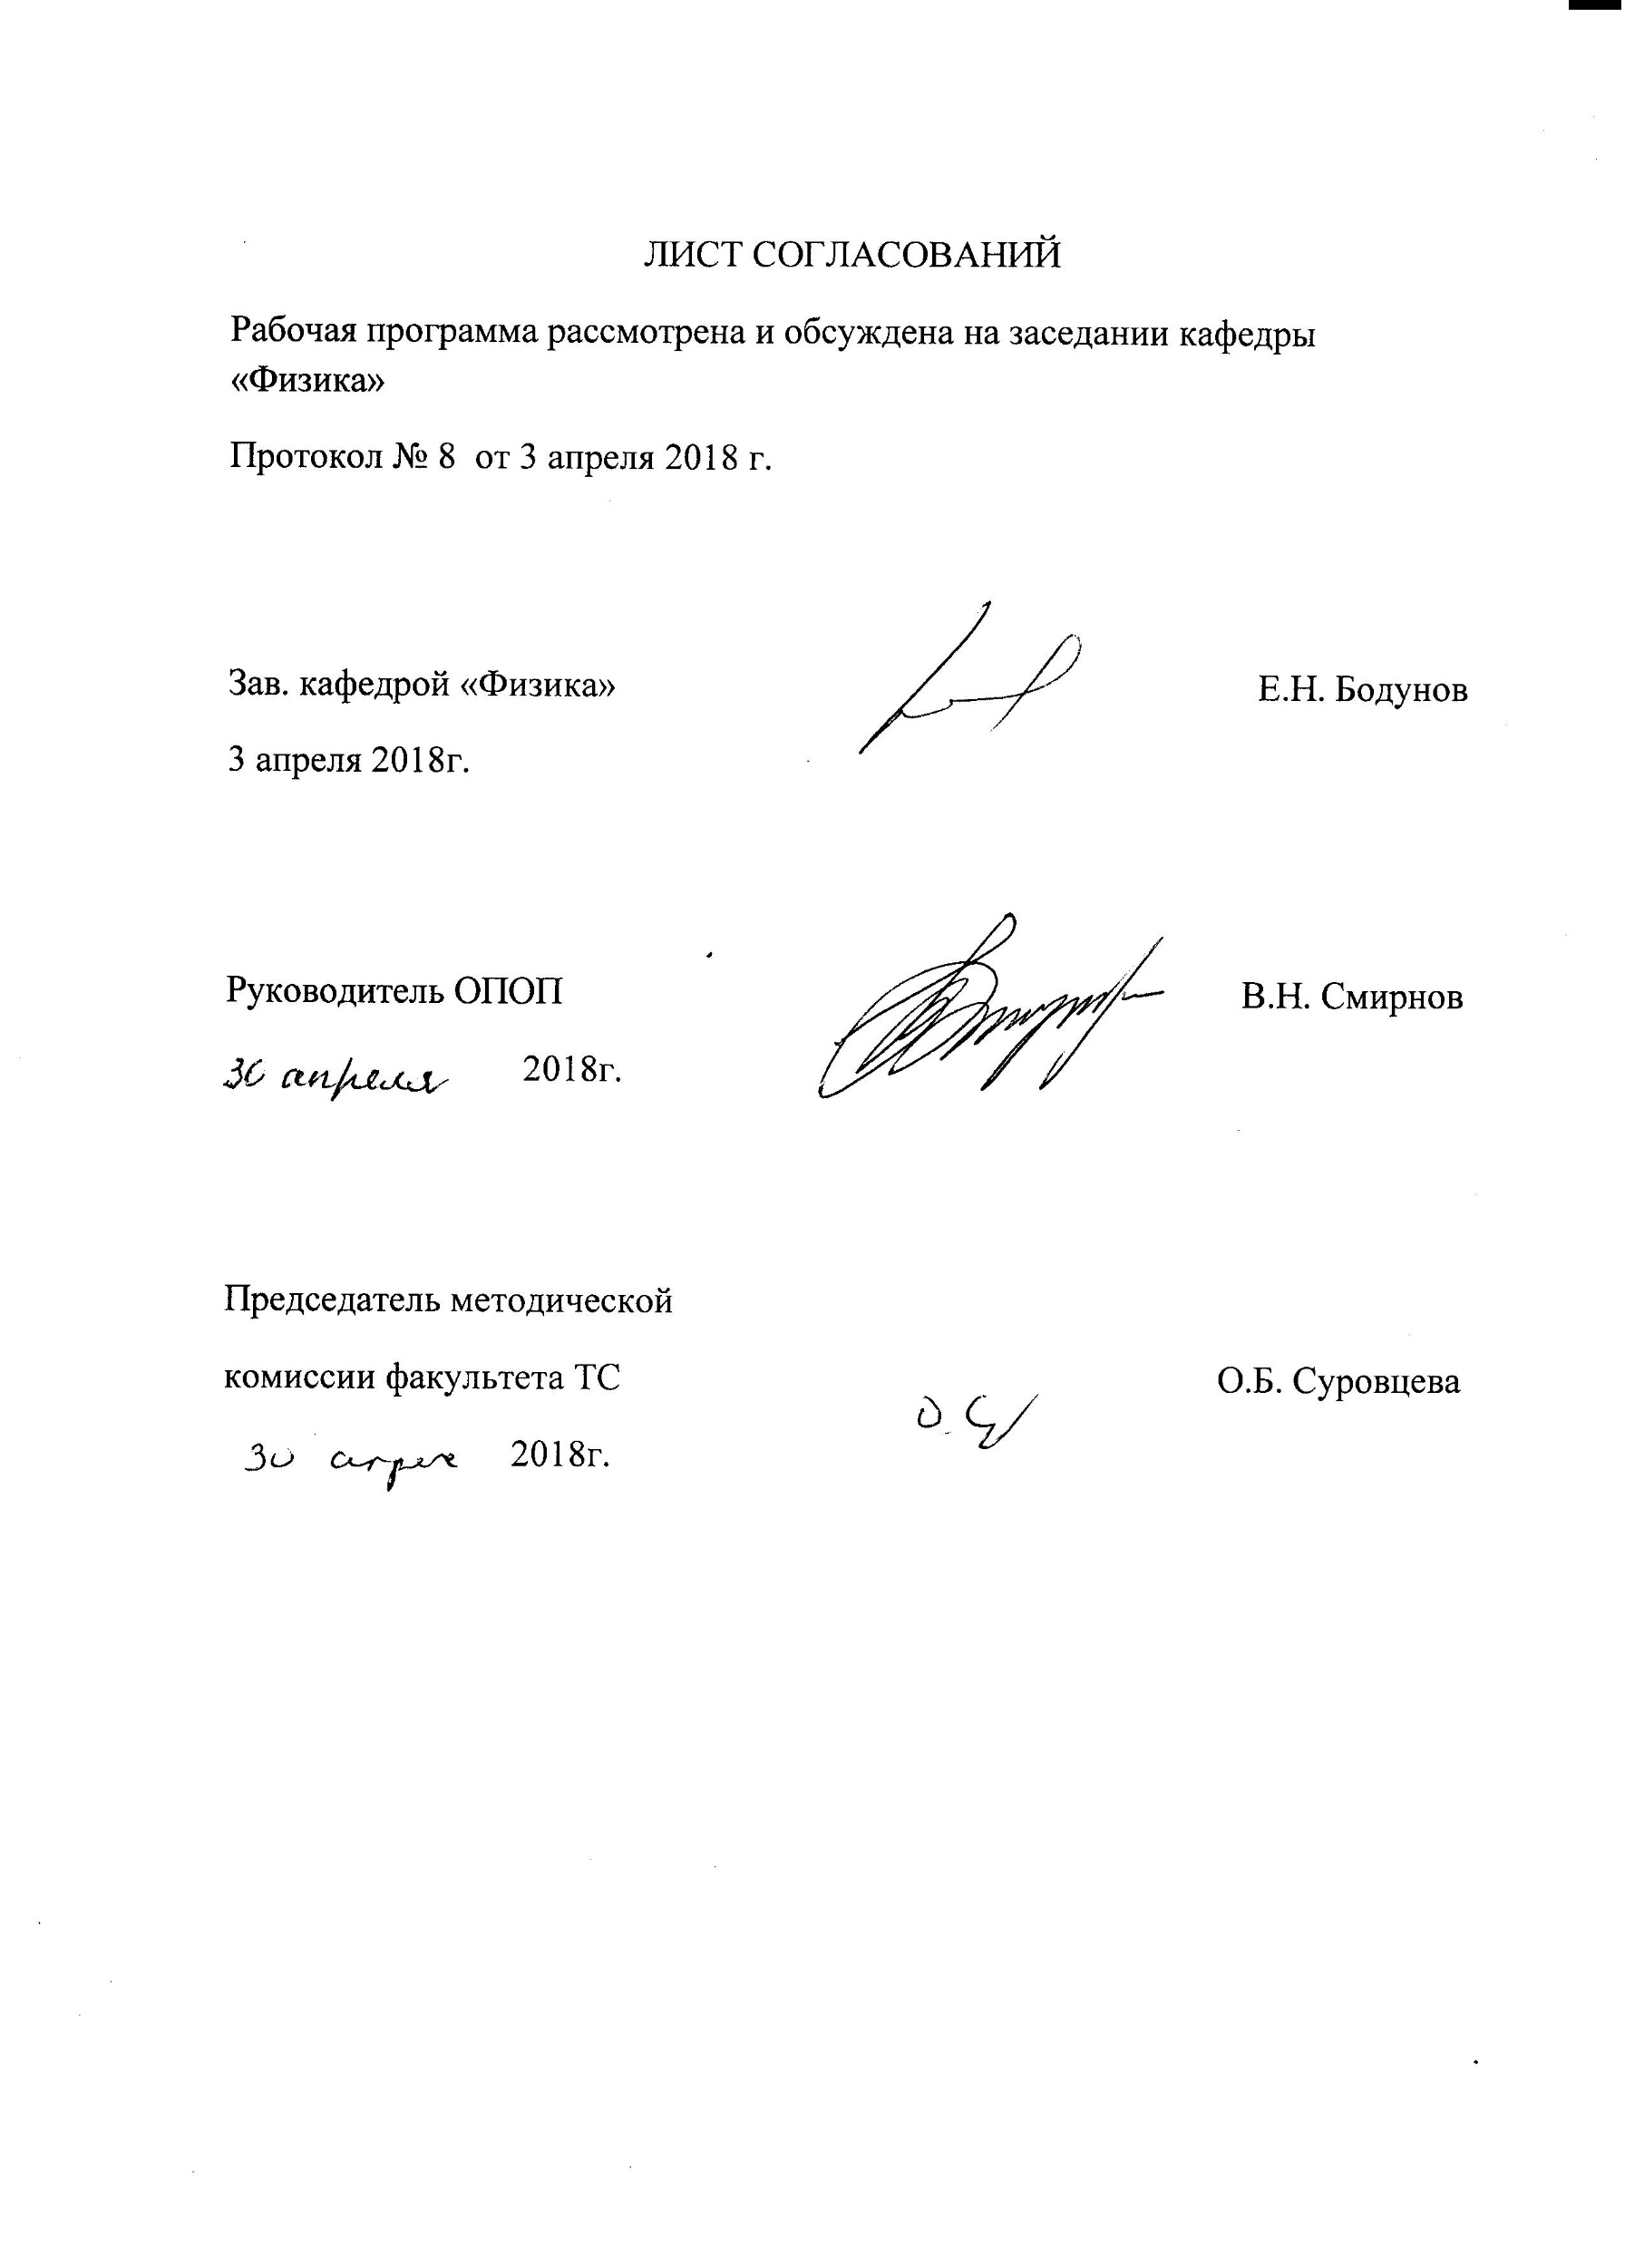 ЛИСТ СОГЛАСОВАНИЙ
Рабочая программа рассмотрена и обсуждена на заседании кафедры
«Физика»
Протокол № 8 от 3 апреля 2018 г.
Зав. кафедрой «Физика» Е.Н. Бодунов
3 апреля 2018г.
Руководитель ОПОП В.Н. Смирнов
30 апреля 2018г.
Председатель методической
комиссии факультета ТС О.Б. Суровцева
30 апреля 2018г.